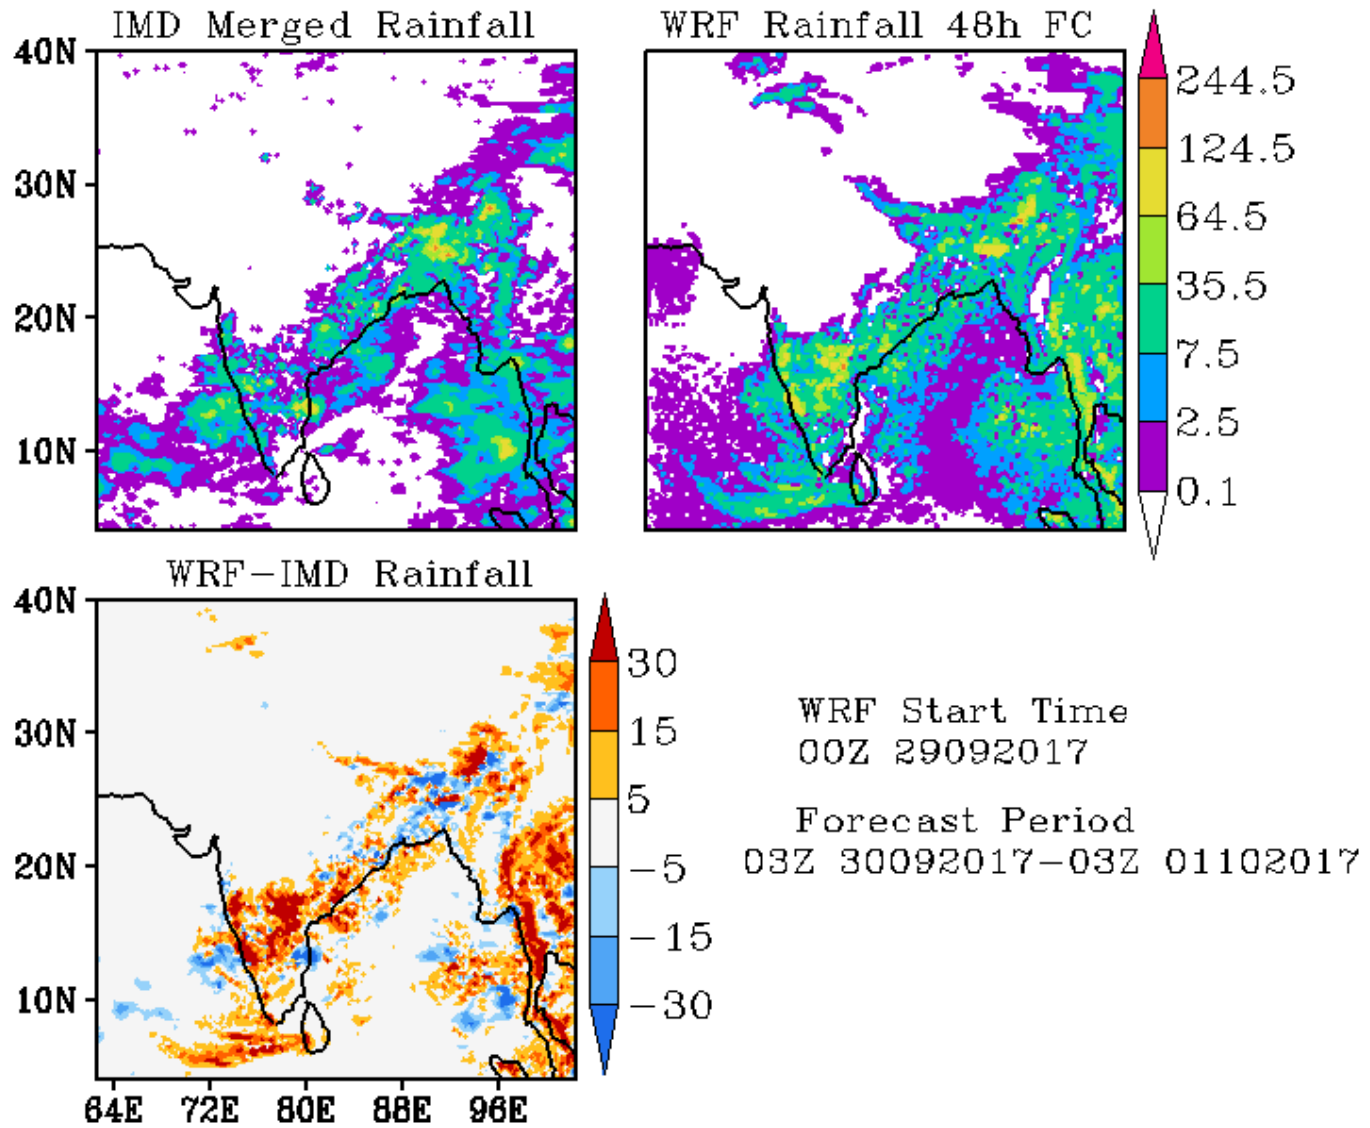 IMD Merged Rainfall
WRF Rainfall 48h FC
40N
30N
20N
10N
244.5
124.5
64.5
35.5
7.5
2.5
0.1
WRF-IMD Rainfall
40N
30N
20N
10N
64E 72E 80E 88E 96E
30
15
5
-5
-15
-30
WRF Start Time
00Z 29092017
Forecast Period
03Z 30092017-03Z 01102017